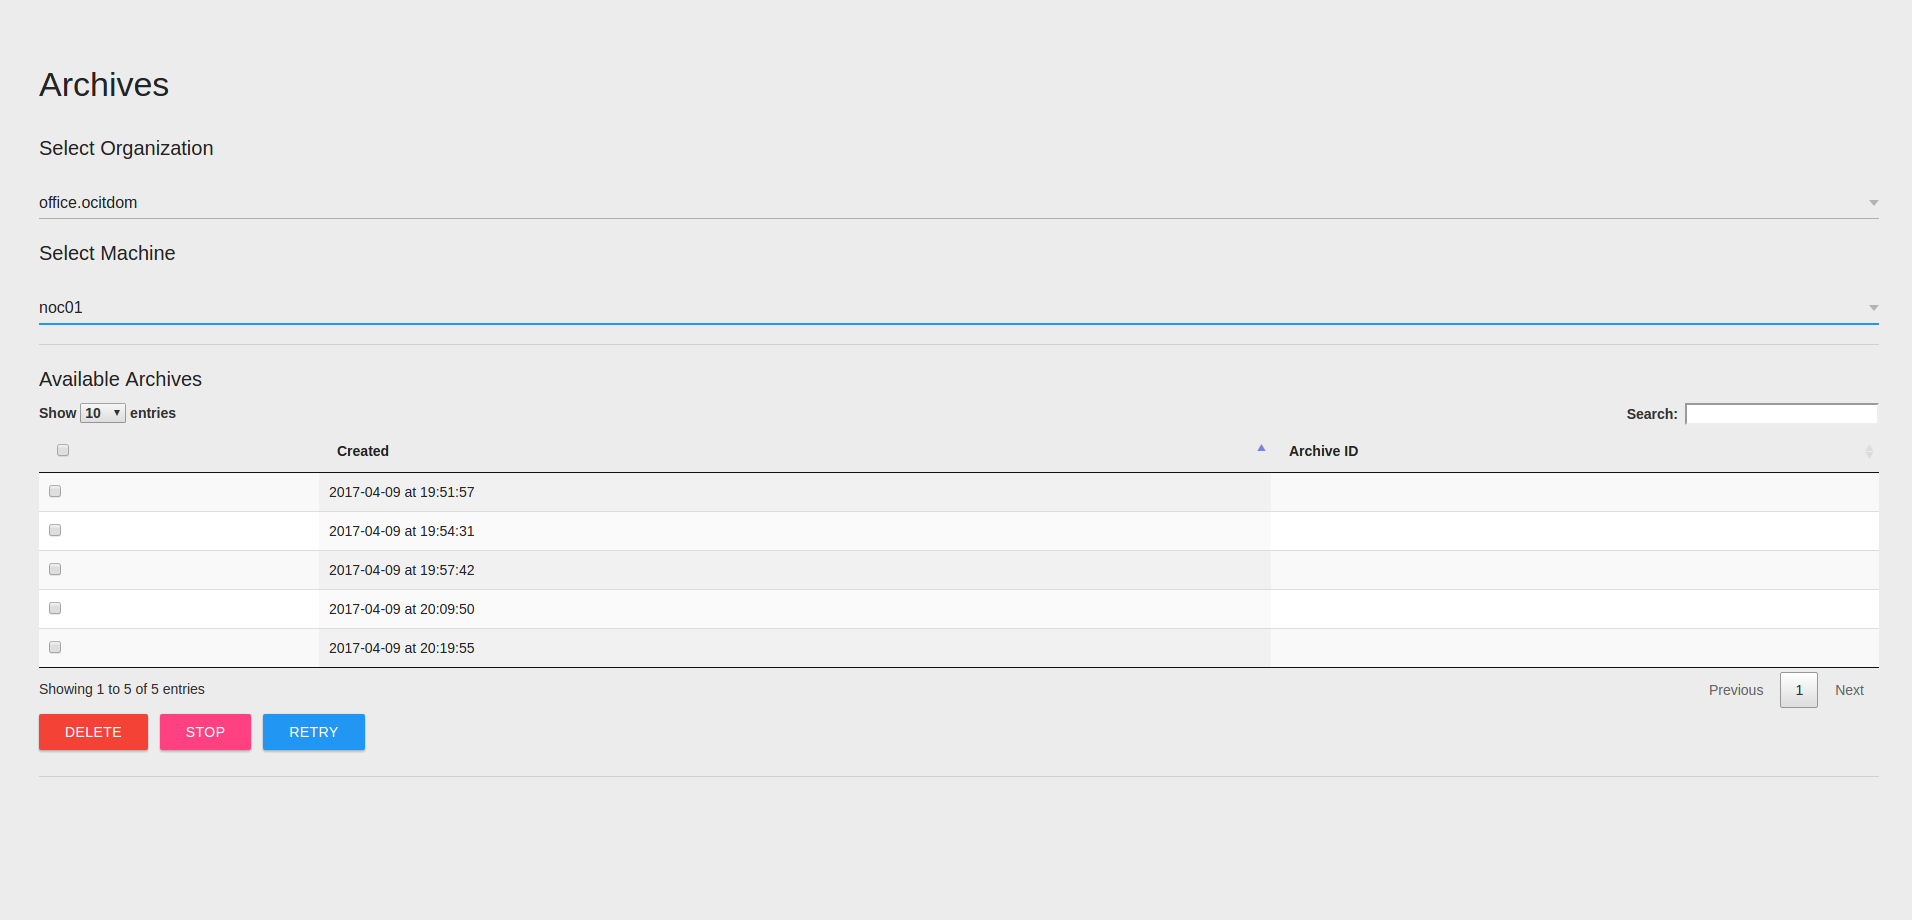 Archives
Select Organization
office.ocitdom
Select Machine
noc01
Available Archives
Show 10 entries
Search:
Created Archive ID
2017-04-09 at 19:51:57
2017-04-09 at 19:54:31
2017-04-09 at 19:57:42
2017-04-09 at 20:09:50
2017-04-09 at 20:19:55
Showing 1 to 5 of 5 entries
Previous 1 Next
DELETE STOP RETRY